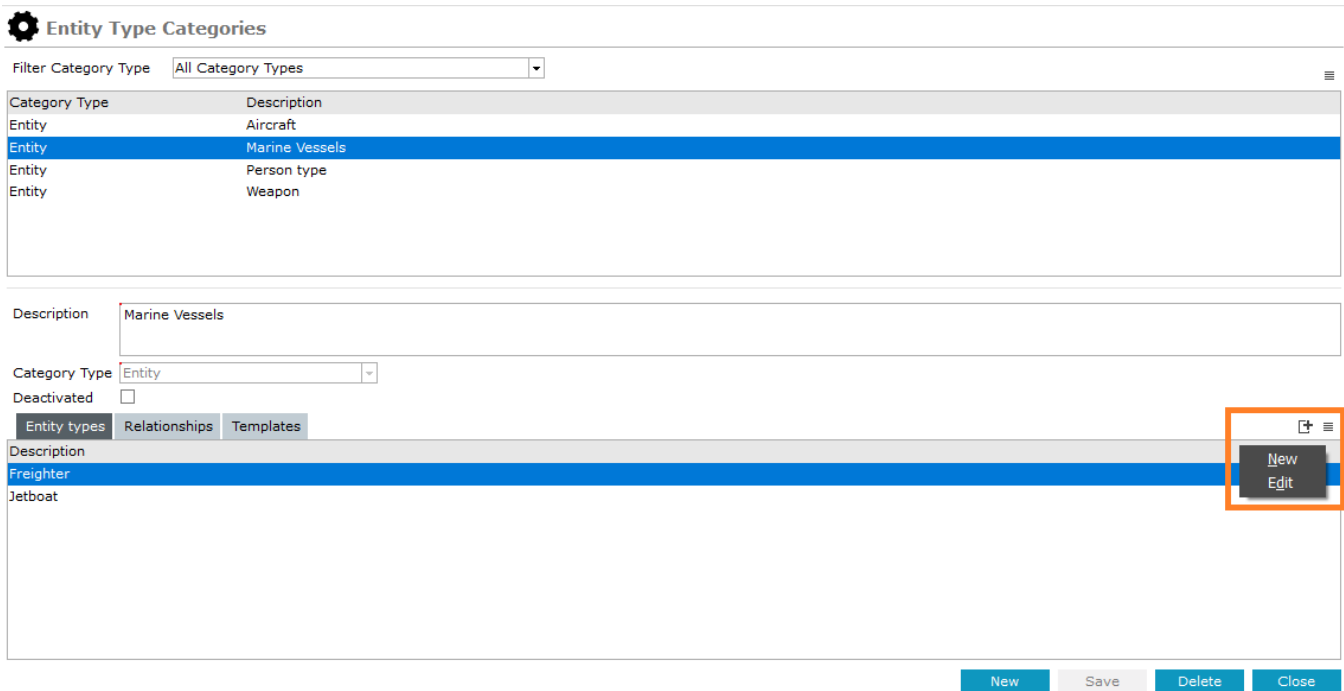 Entity Type Categories
Filter Category Type All Category Types
Category Type Description
Entity Aircraft
Entity Marine Vessels
Entity Person type
Entity Weapon
Description Marine Vessels
Category Type Entity
Deactivated
Entity types Relationships Templates
Description
New
Freighter
Edit
Jetboat
New Save Delete Close